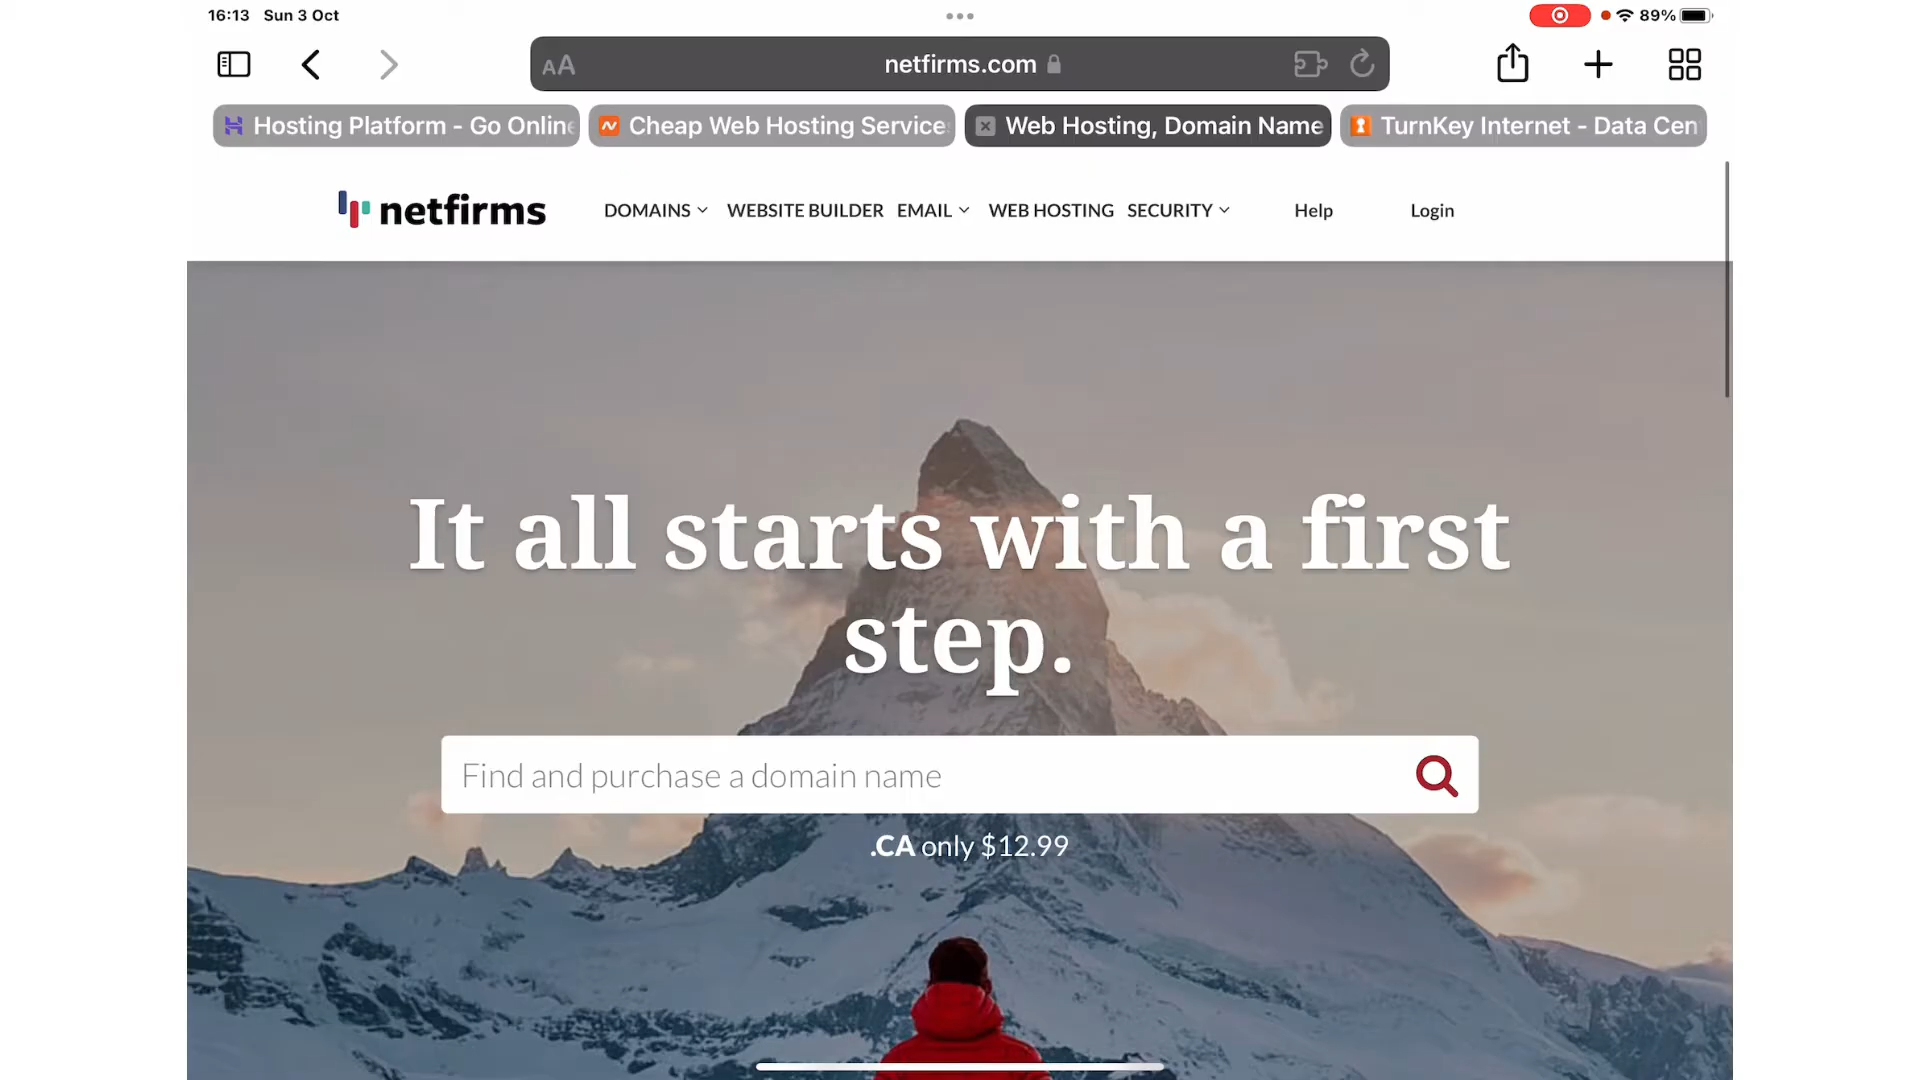 16:13 Sun 3 Oct
89%
AA
netfirms.com
Hosting Platform - Go Online
Cheap Web Hosting Service
Web Hosting, Domain Name
TurnKey Internet - Data Cen
netfirms
DOMAINS
WEBSITE BUILDER
EMAIL
WEB HOSTING
SECURITY
Help
Login
It all starts with a first
step.
Find and purchase a domain name
.CA only $12.99